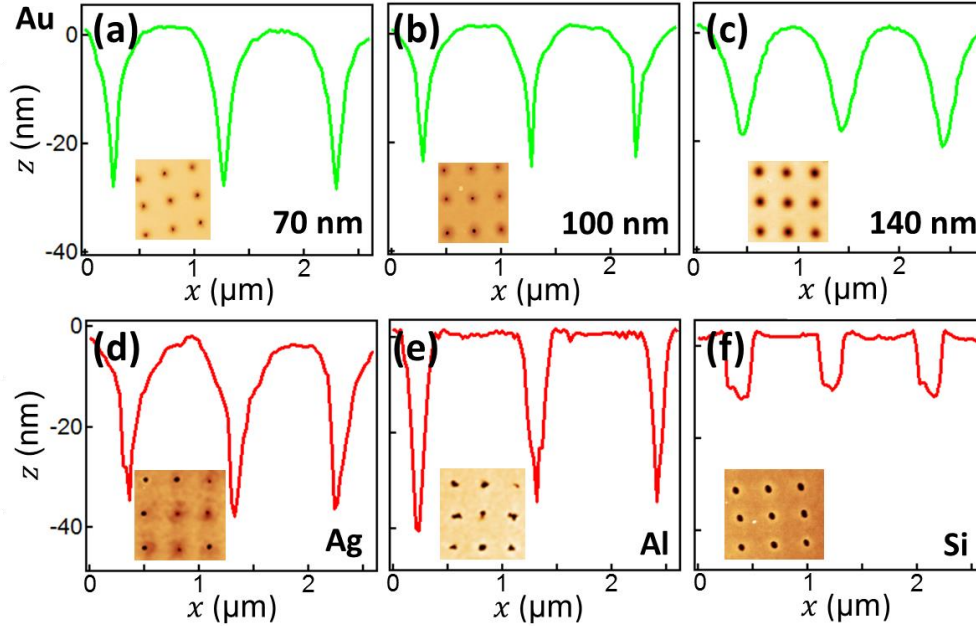 Au
(a) (b) (c)
0
-20
-40
z (nm)
70 nm 100 nm 140 nm
0 1 2 0 1 2 0 1 2
x (μm) x (μm) x (μm)
(d) (e) (f)
0
-20
-40
z (nm)
Ag Al Si
0 1 2 0 1 2 0 1 2
x (μm) x (μm) x (μm)